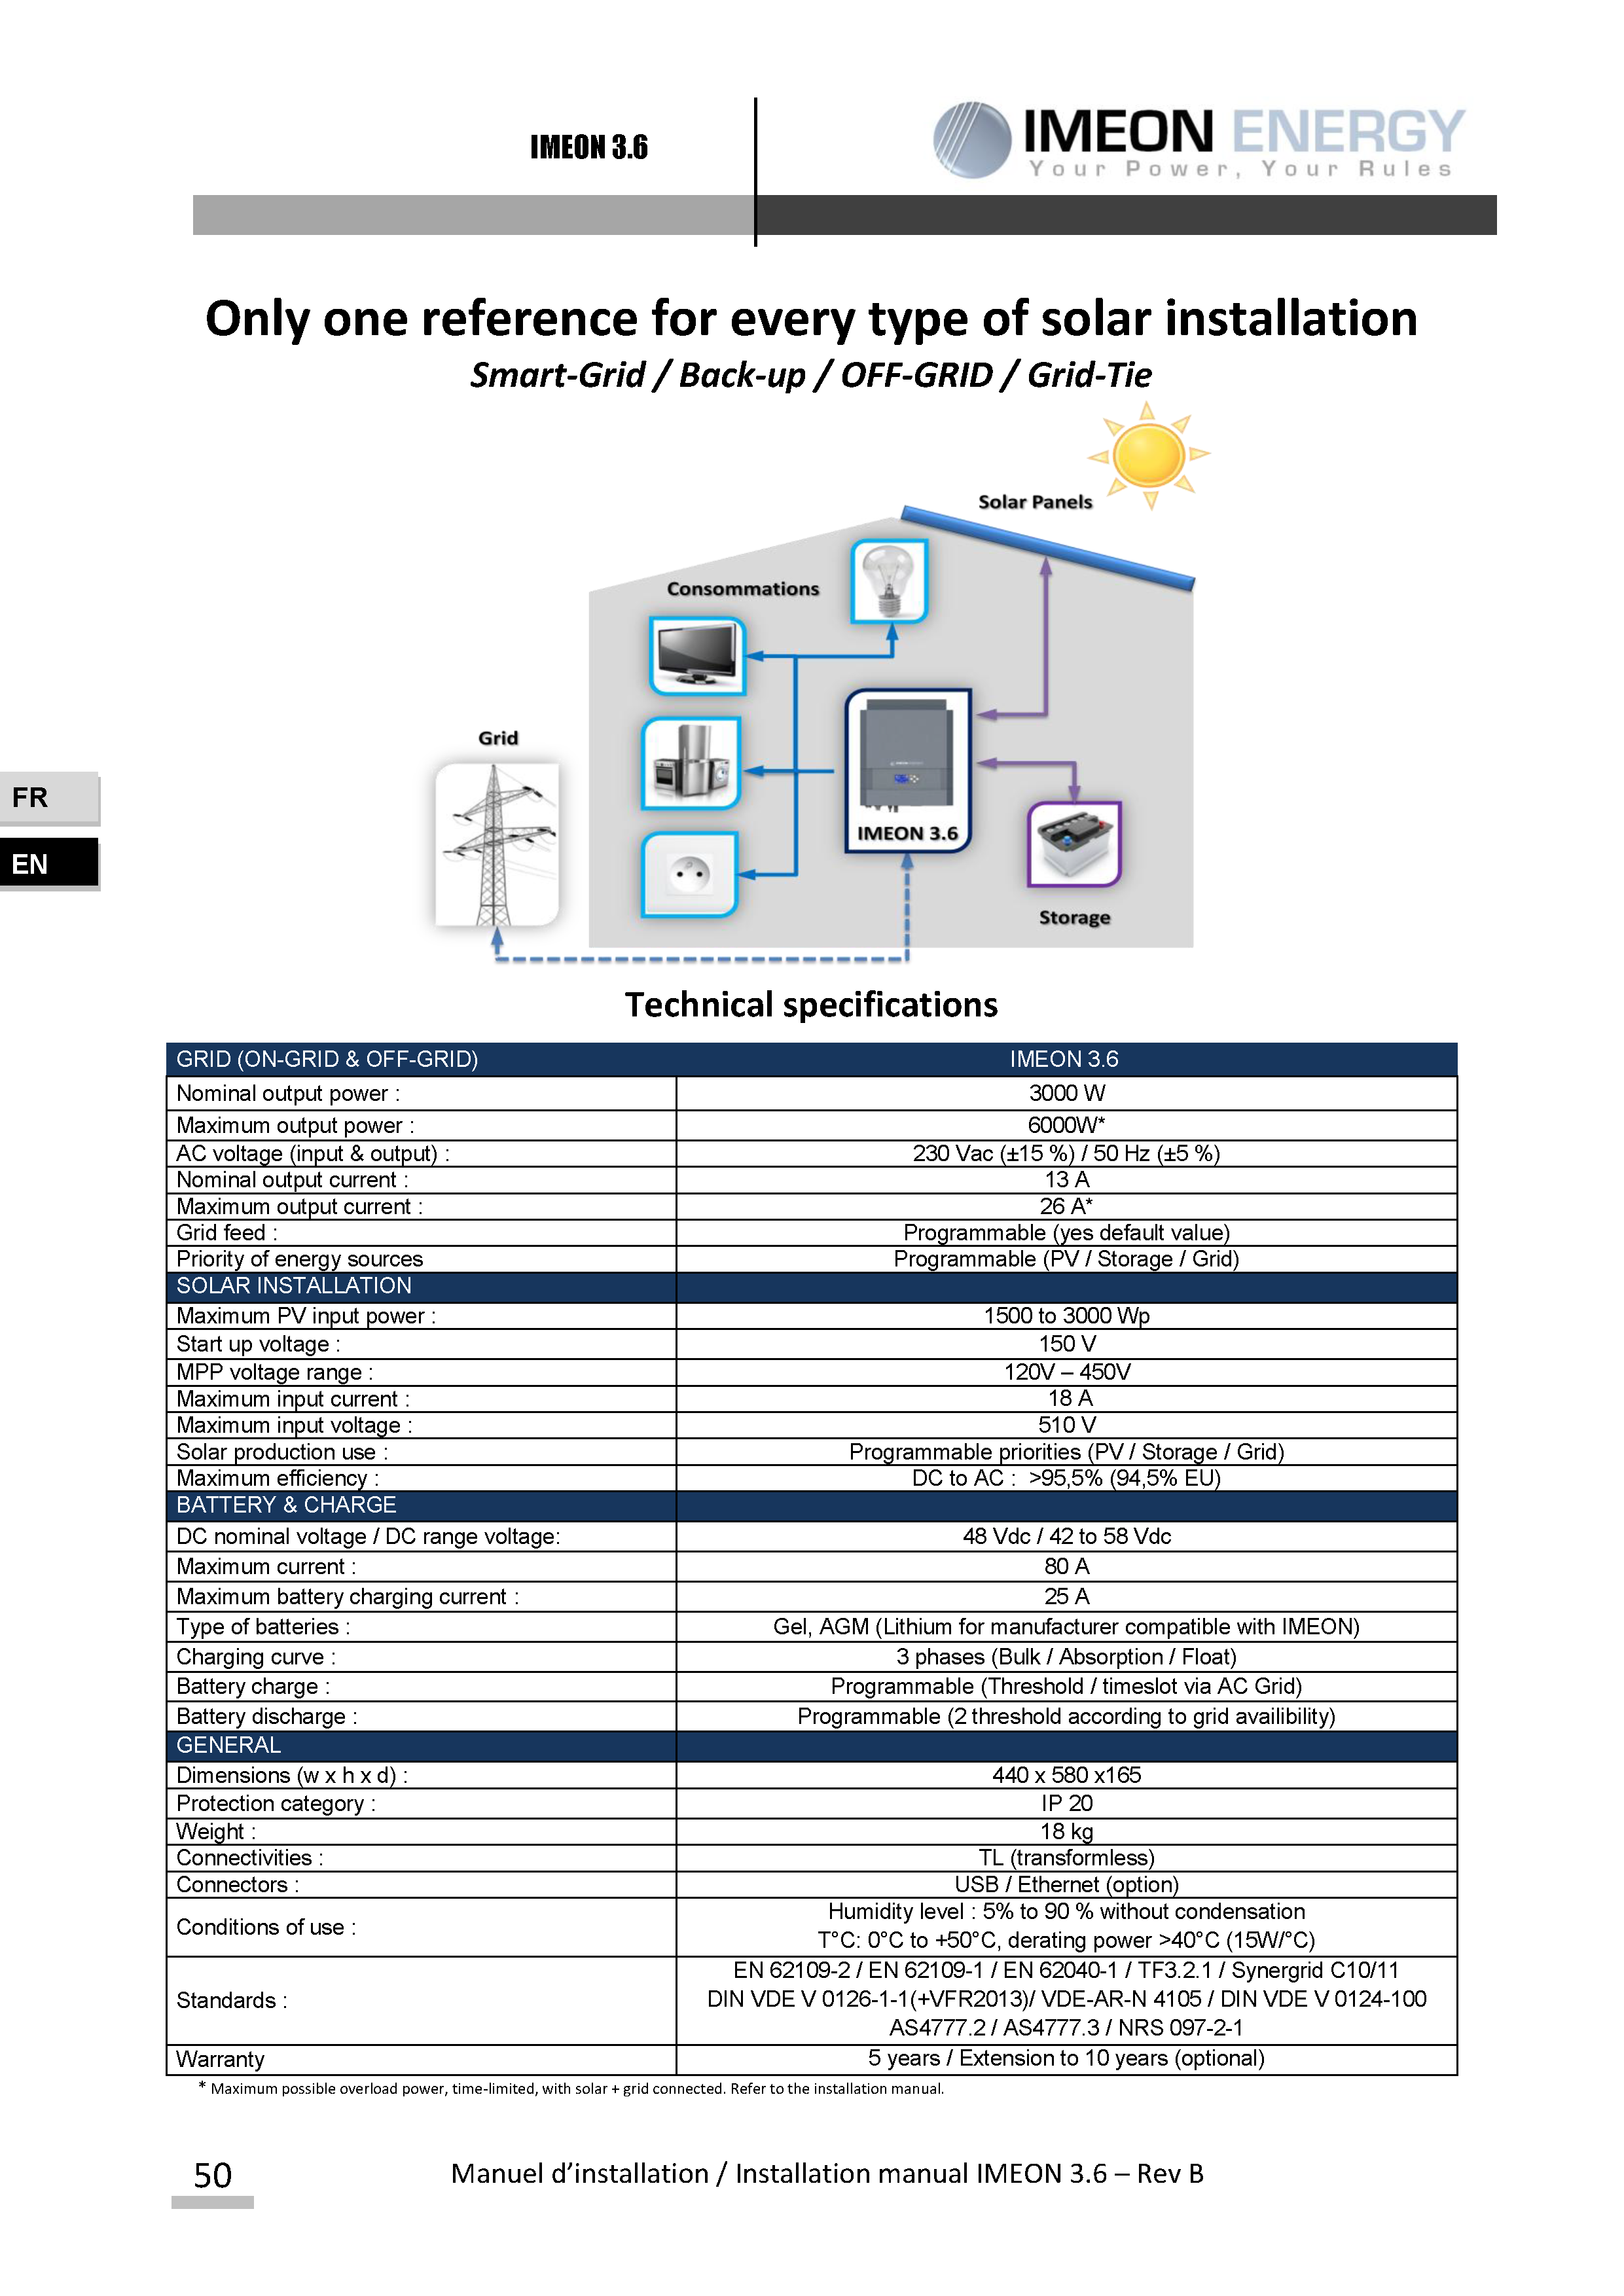 IMEON 3.6
IMEON ENERGY
Your Power, Your Rules
Only one reference for every type of solar installation
Smart-Grid / Back-up / OFF-GRID / Grid-Tie
Solar Panels
Consommations
Grid
FR
EN
IMEON 3.6
Storage
Technical specifications
GRID (ON-GRID & OFF-GRID) IMEON 3.6
Nominal output power : 3000 W
Maximum output power : 6000W*
AC voltage (input & output) : 230 Vac (±15 %) / 50 Hz (±5 %)
Nominal output current : 13 A
Maximum output current : 26 A*
Grid feed : Programmable (yes default value)
Priority of energy sources Programmable (PV / Storage / Grid)
SOLAR INSTALLATION
Maximum PV input power : 1500 to 3000 Wp
Start up voltage : 150 V
MPP voltage range : 120V – 450V
Maximum input current : 18 A
Maximum input voltage : 510 V
Solar production use : Programmable priorities (PV / Storage / Grid)
Maximum efficiency : DC to AC : >95,5% (94,5% EU)
BATTERY & CHARGE
DC nominal voltage / DC range voltage: 48 Vdc / 42 to 58 Vdc
Maximum current : 80 A
Maximum battery charging current : 25 A
Type of batteries : Gel, AGM (Lithium for manufacturer compatible with IMEON)
Charging curve : 3 phases (Bulk / Absorption / Float)
Battery charge : Programmable (Threshold / timeslot via AC Grid)
Battery discharge : Programmable (2 threshold according to grid availibility)
GENERAL
Dimensions (w x h x d) : 440 x 580 x165
Protection category : IP 20
Weight : 18 kg
Connectivities : TL (transformless)
Connectors : USB / Ethernet (option)
Conditions of use : Humidity level : 5% to 90 % without condensation
T°C: 0°C to +50°C, derating power >40°C (15W/°C)
Standards : EN 62109-2 / EN 62109-1 / EN 62040-1 / TF3.2.1 / Synergrid C10/11
DIN VDE V 0126-1-1(+VFR2013)/ VDE-AR-N 4105 / DIN VDE V 0124-100
AS4777.2 / AS4777.3 / NRS 097-2-1
Warranty 5 years / Extension to 10 years (optional)
* Maximum possible overload power, time-limited, with solar + grid connected. Refer to the installation manual.
50
Manuel d’installation / Installation manual IMEON 3.6 – Rev B